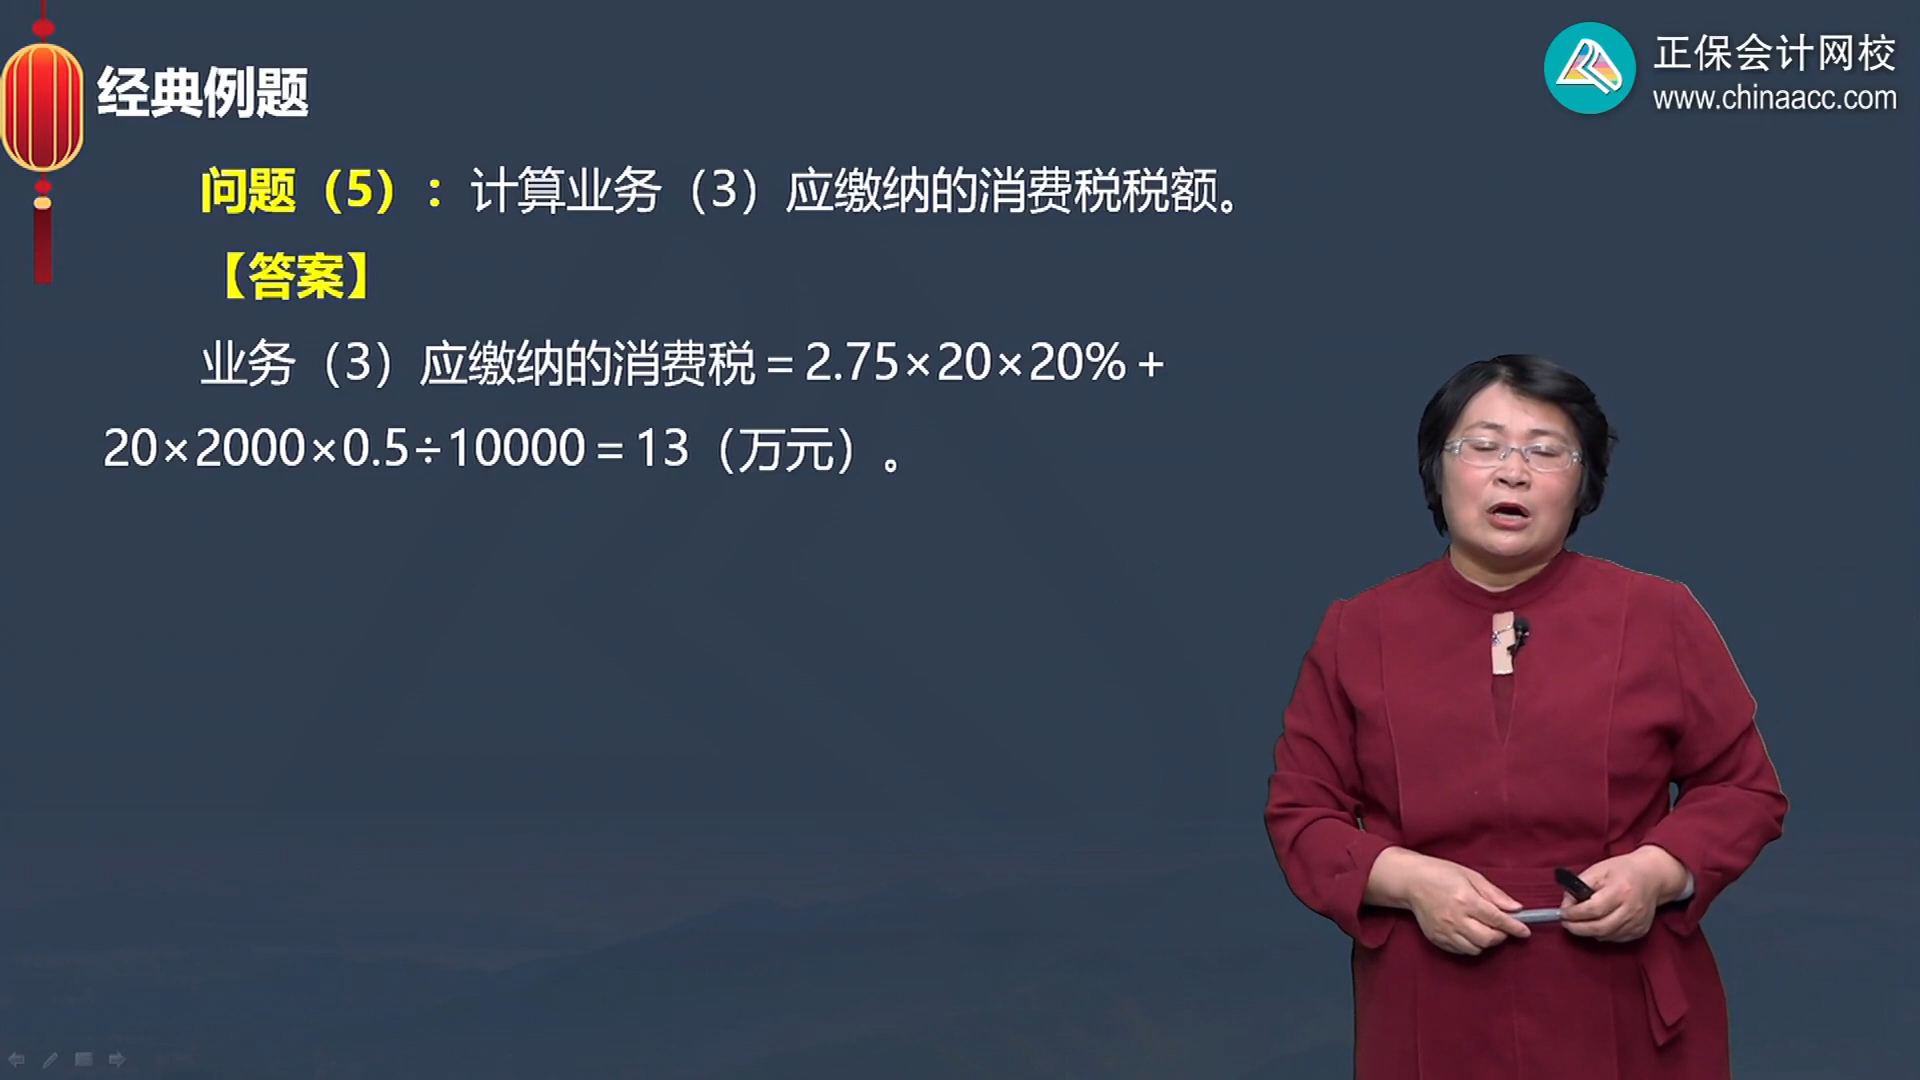 正保会计网校
www.chinaacc.com
经典例题
问题（5）：计算业务（3）应缴纳的消费税税额。
【答案】
业务（3）应缴纳的消费税＝2.75×20×20%＋
20×2000×0.5÷10000＝13（万元）。